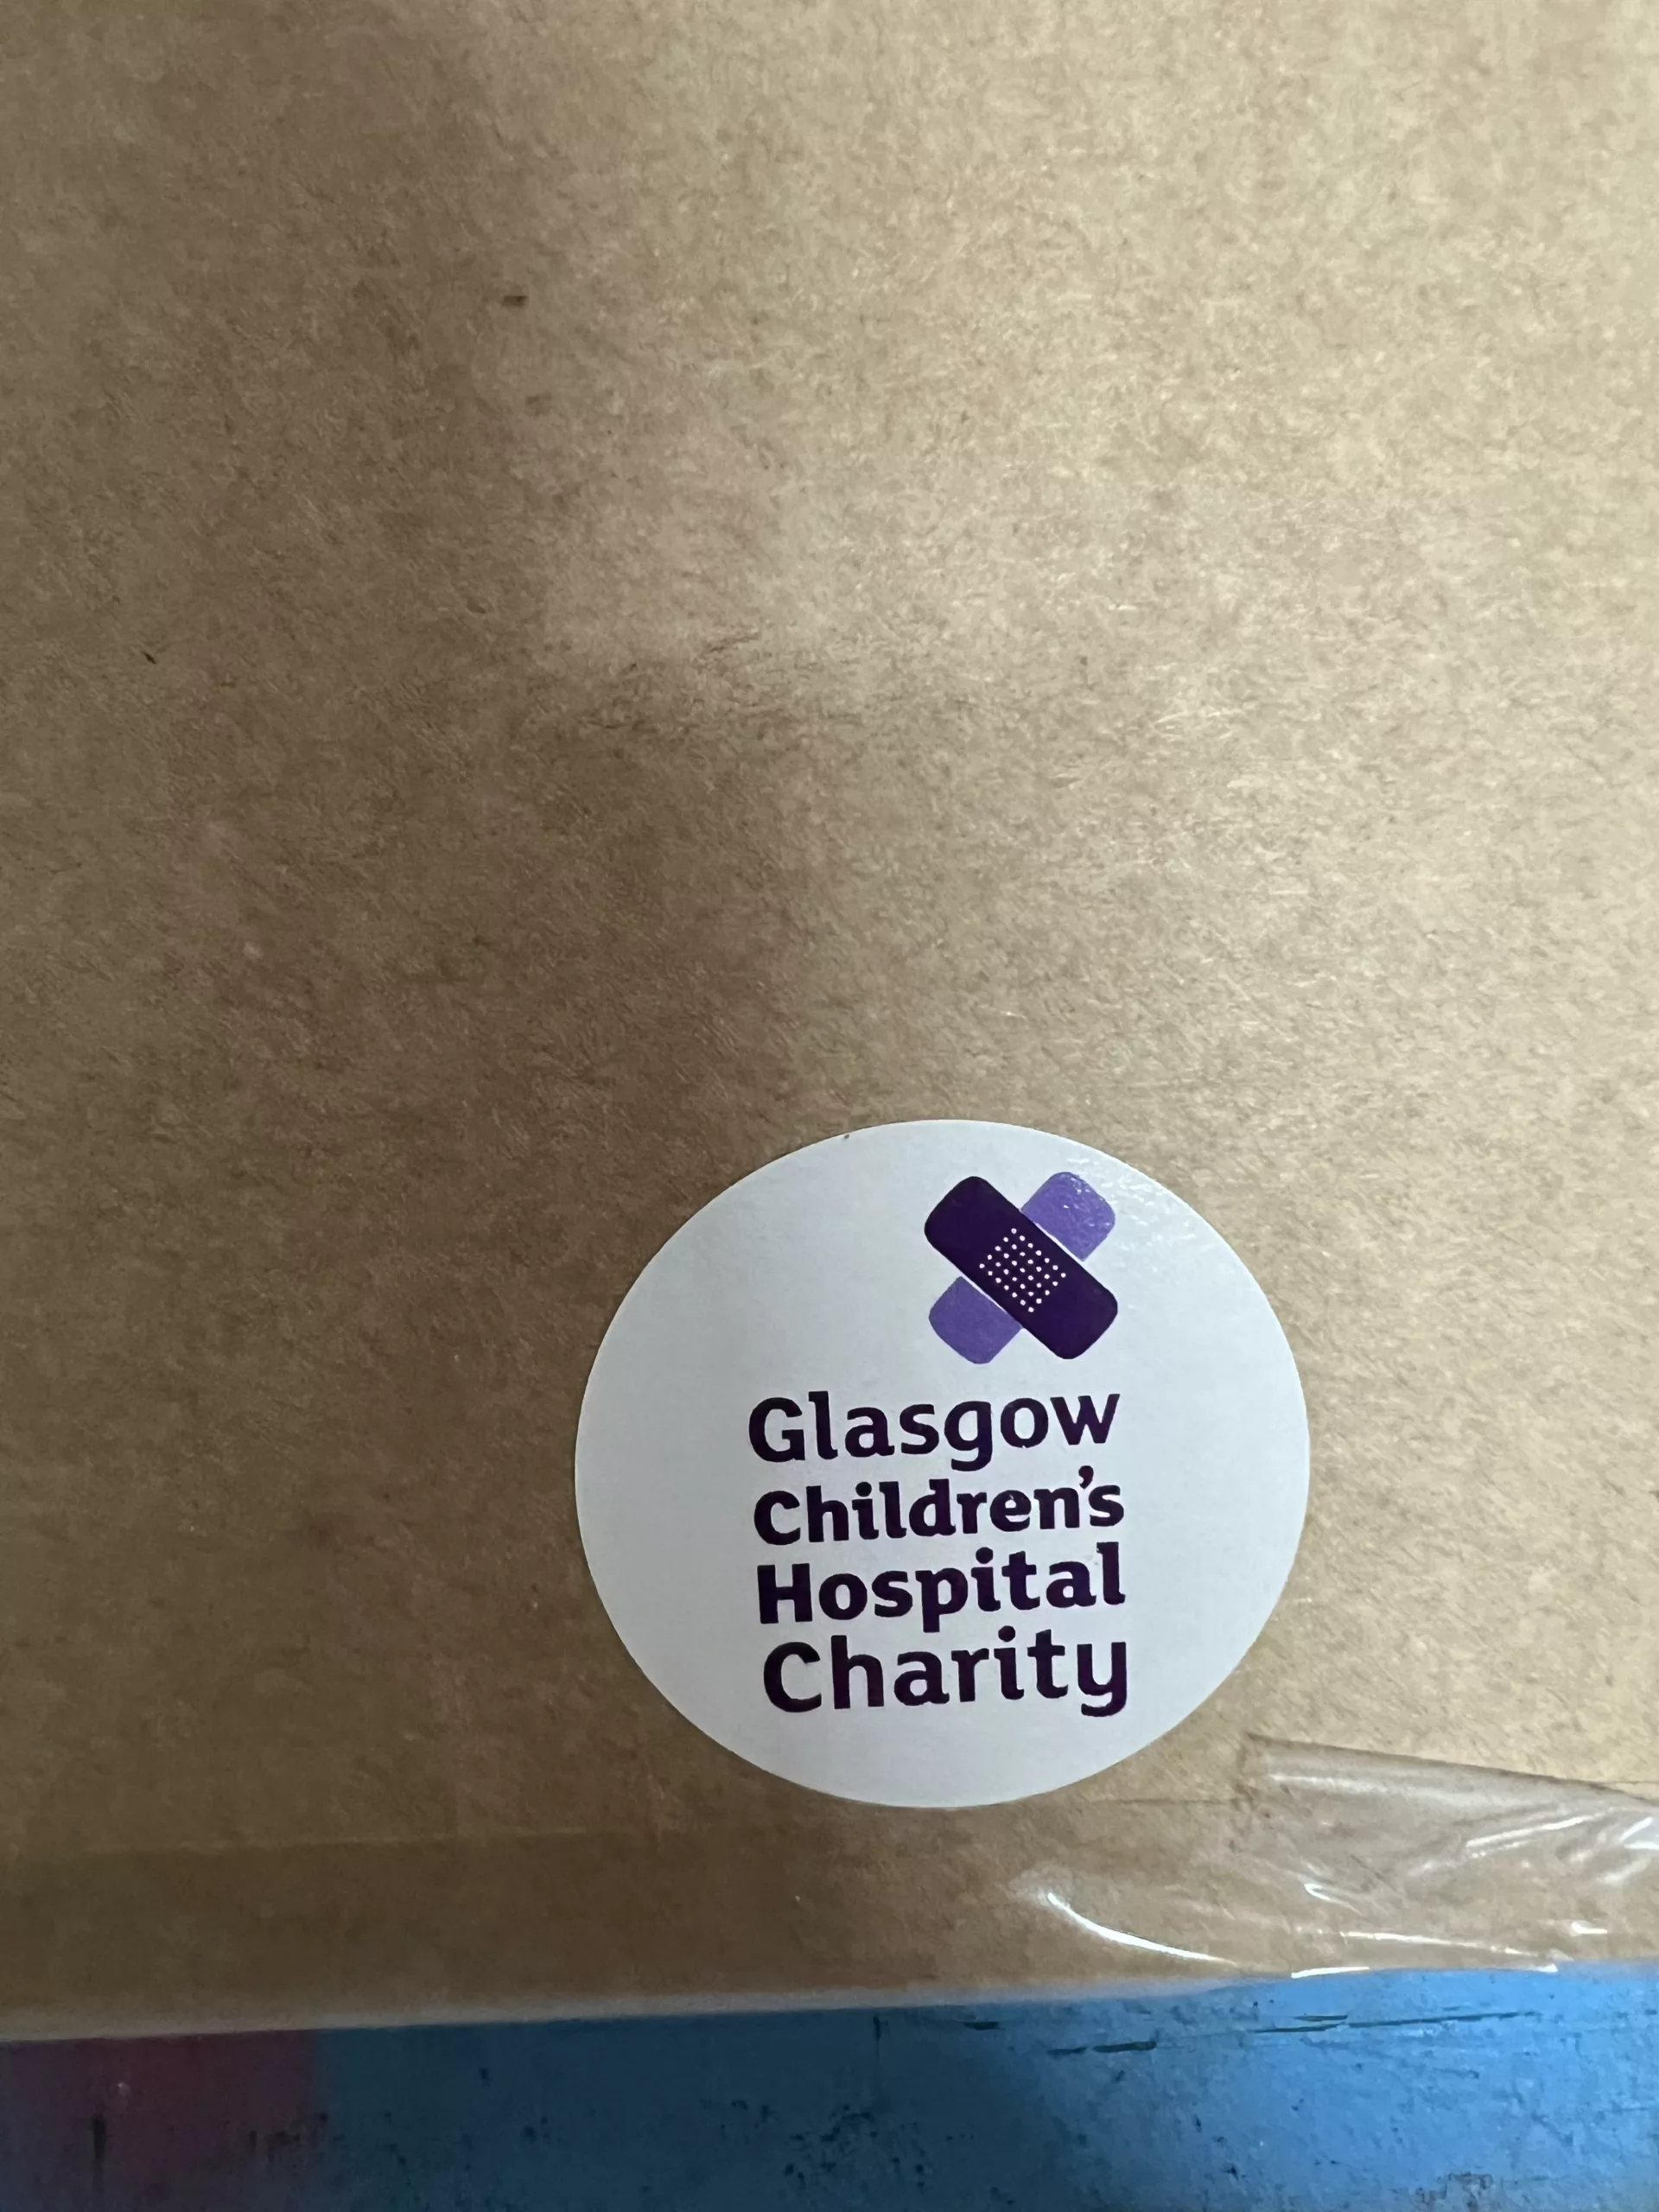 Glasgow
Children's
Hospital
Charity